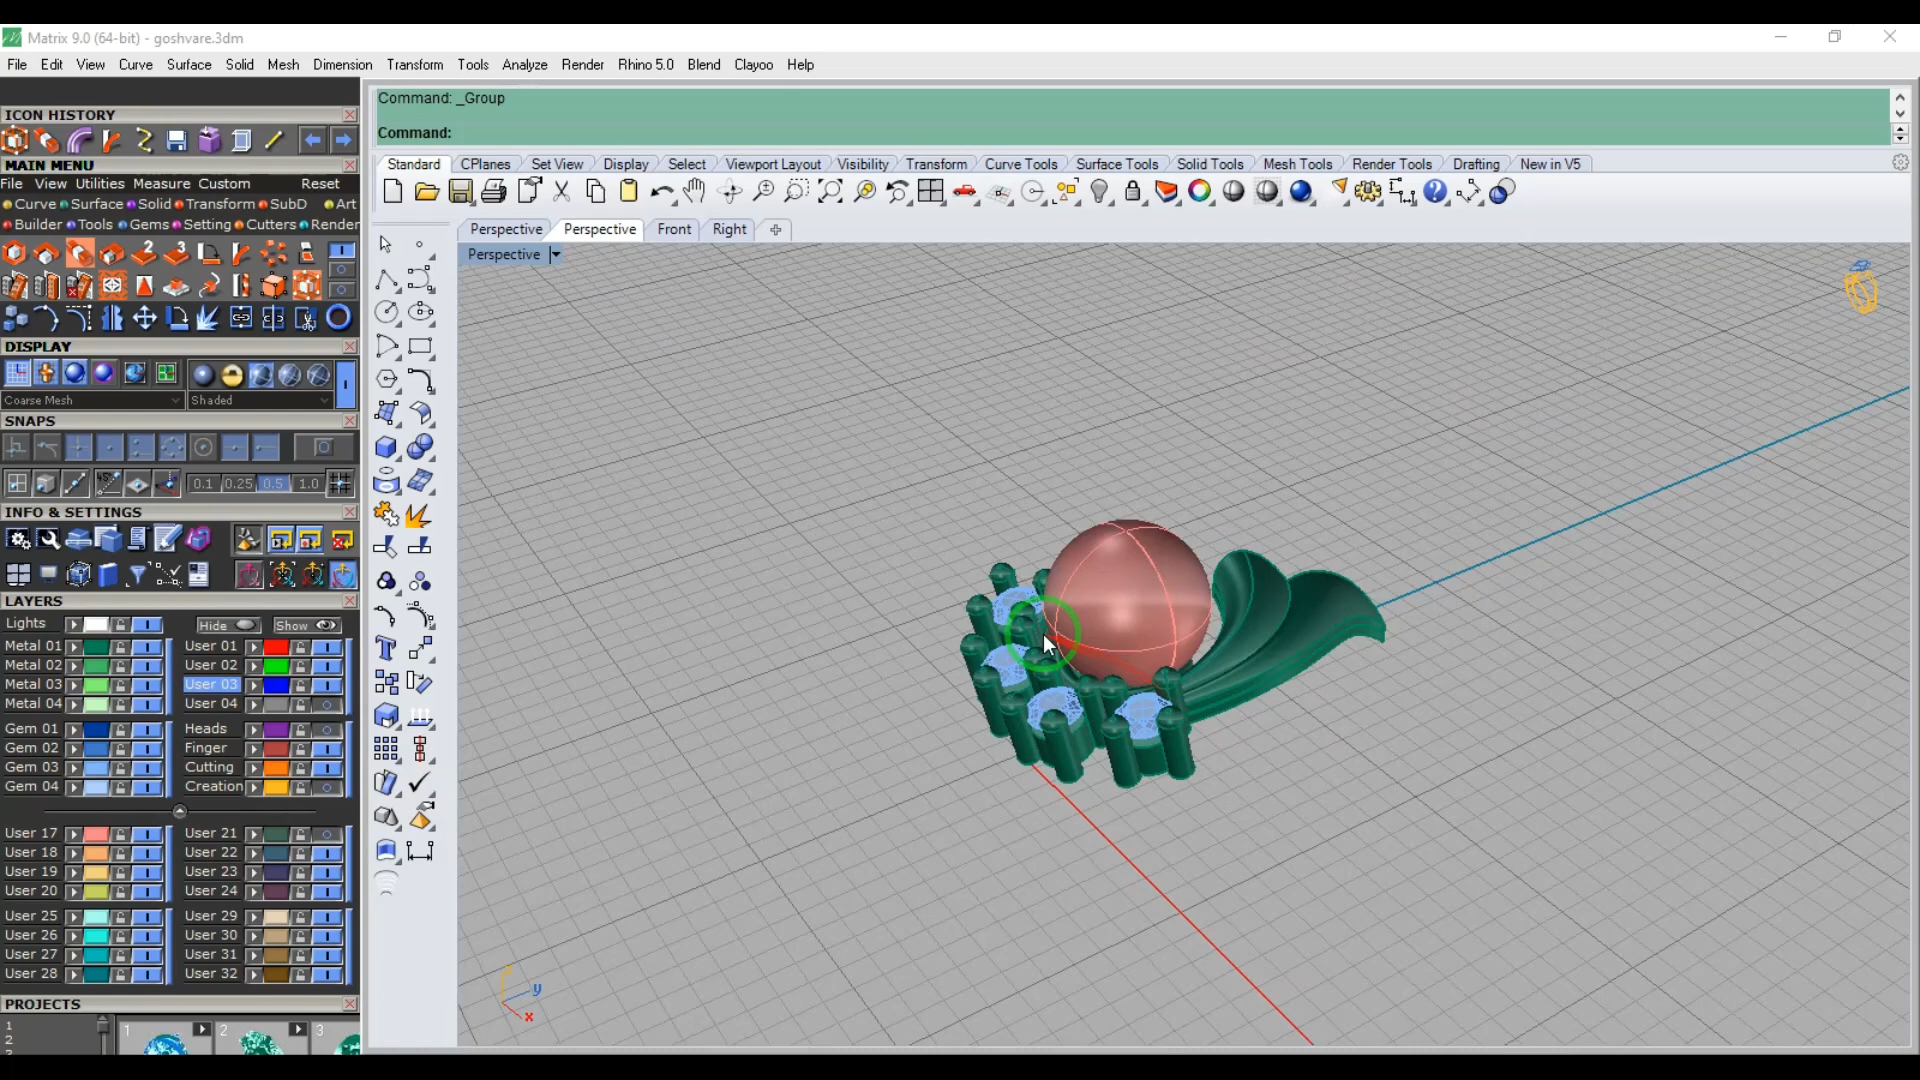 Matrix 9.0 (64-bit) - goshvare.3dm
File Edit View Curve Surface Solid Mesh Dimension Transform Tools Analyze Render Rhino 5.0 Blend Clayoo Help
ICON HISTORY
MAIN MENU
File View Utilities Measure Custom Reset
Curve Surface Solid Transform SubD Art
Builder Tools Gems Setting Cutters Render
2 3
DISPLAY
Coarse Mesh Shaded
SNAPS
45° 0.1 0.25 0.5 1.0
INFO & SETTINGS
LAYERS
Lights Hide Show
Metal 01 User 01
Metal 02 User 02
Metal 03 User 03
Metal 04 User 04
Gem 01 Heads
Gem 02 Finger
Gem 03 Cutting
Gem 04 Creation
User 17 User 21
User 18 User 22
User 19 User 23
User 20 User 24
User 25 User 29
User 26 User 30
User 27 User 31
User 28 User 32
PROJECTS
1 1 2 3
2
Command: _Group
Command:
Standard CPlanes Set View Display Select Viewport Layout Visibility Transform Curve Tools Surface Tools Solid Tools Mesh Tools Render Tools Drafting New in V5
Perspective Perspective Front Right
Perspective
y
x